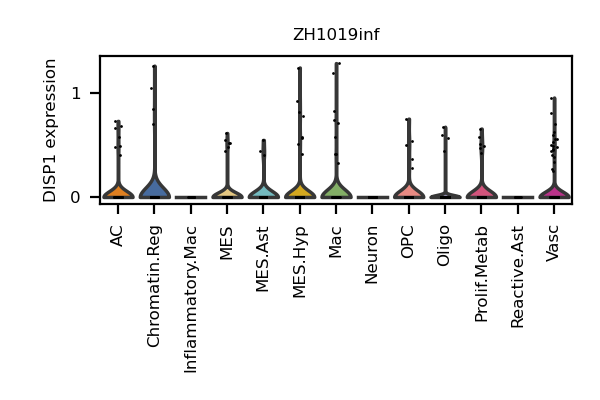 ZH1019inf
DISP1 expression
1
0
AC
Chromatin.Reg
Inflammatory.Mac
MES
MES.Ast
MES.Hyp
Mac
Neuron
OPC
Oligo
Prolif.Metab
Reactive.Ast
Vasc